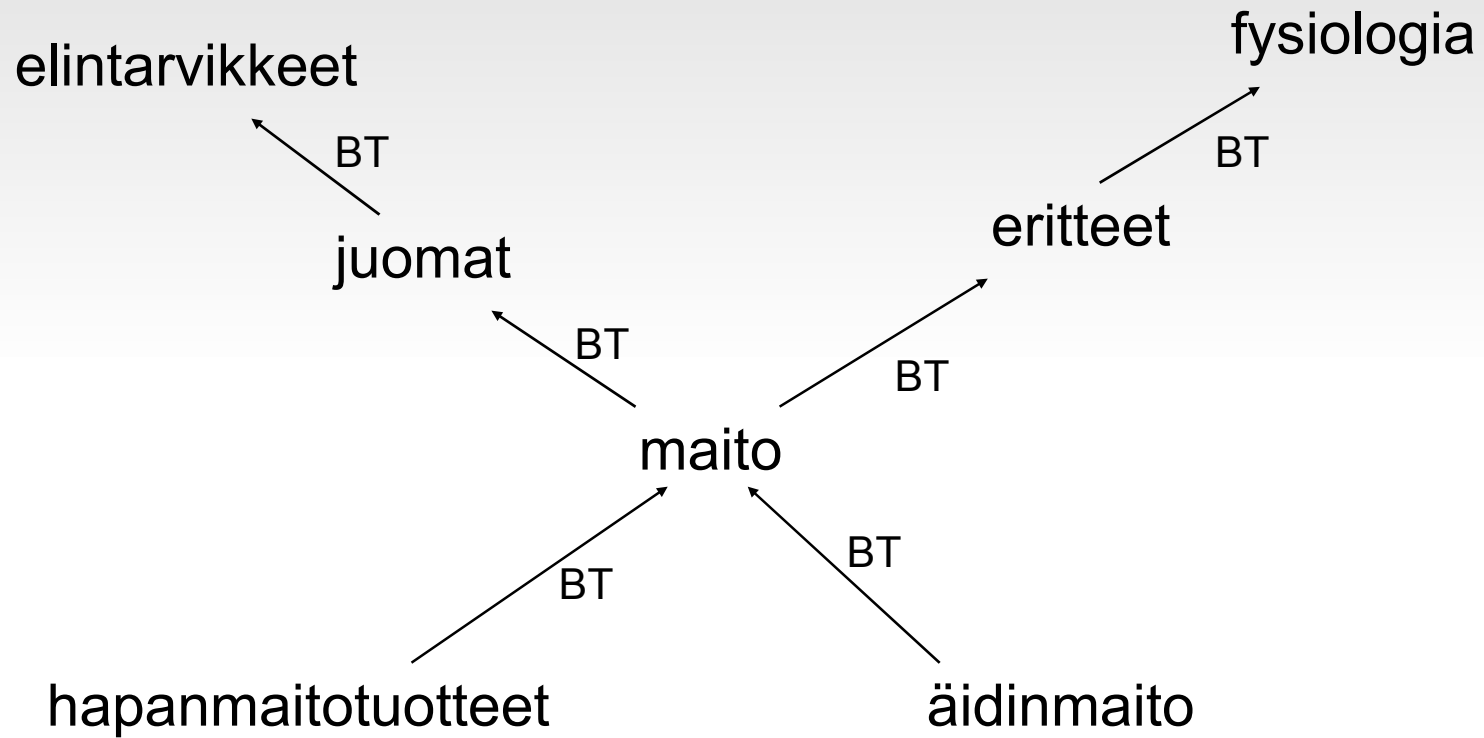 fysiologia
elintarvikkeet
BT
BT
eritteet
juomat
BT
BT
maito
BT
BT
hapanmaitotuotteet
äidinmaito